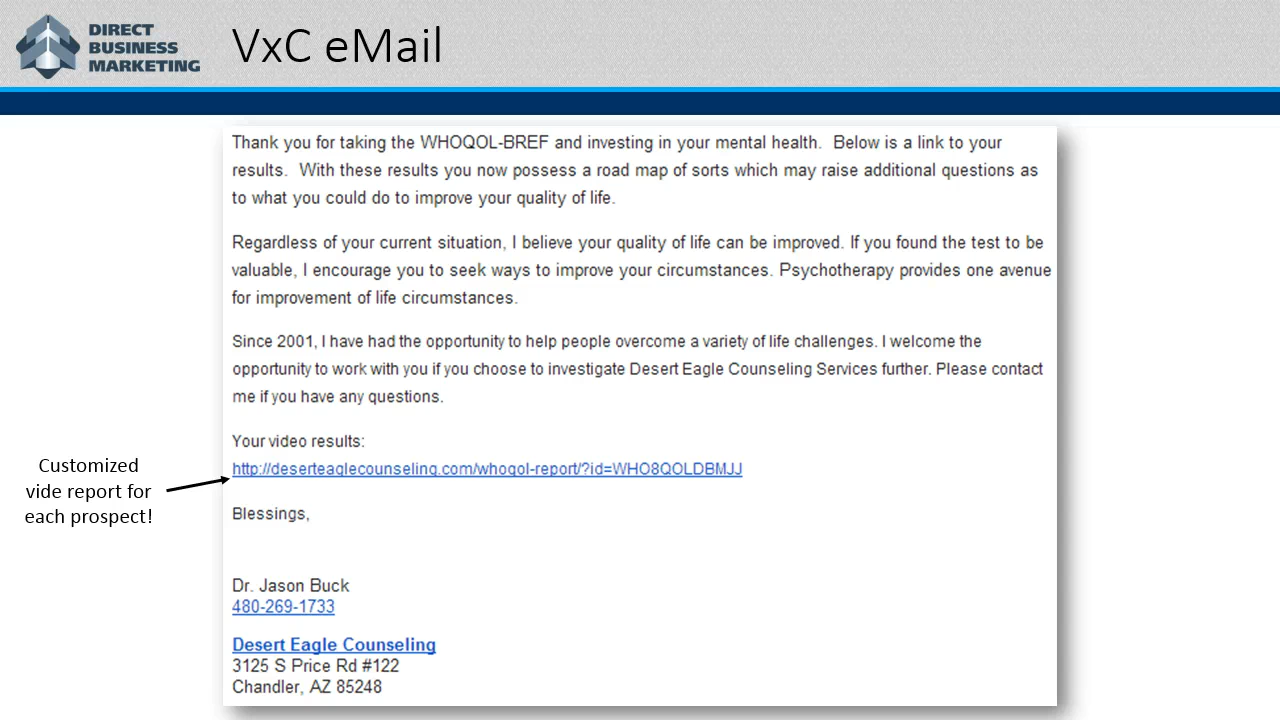 DIRECT
BUSINESS
MARKETING
VxC eMail
Thank you for taking the WHOQOL-BREF and investing in your mental health.  Below is a link to your
results.  With these results you now possess a road map of sorts which may raise additional questions as
to what you could do to improve your quality of life.
Regardless of your current situation, I believe your quality of life can be improved. If you found the test to be
valuable, I encourage you to seek ways to improve your circumstances. Psychotherapy provides one avenue
for improvement of life circumstances.
Since 2001, I have had the opportunity to help people overcome a variety of life challenges. I welcome the
opportunity to work with you if you choose to investigate Desert Eagle Counseling Services further. Please contact
me if you have any questions.
Your video results:
http://deserteaglecounseling.com/whoqol-report/?id=WHO8QOLDBMJJ
Customized
vide report for
each prospect!
Blessings,
Dr. Jason Buck
480-269-1733
Desert Eagle Counseling
3125 S Price Rd #122
Chandler, AZ 85248